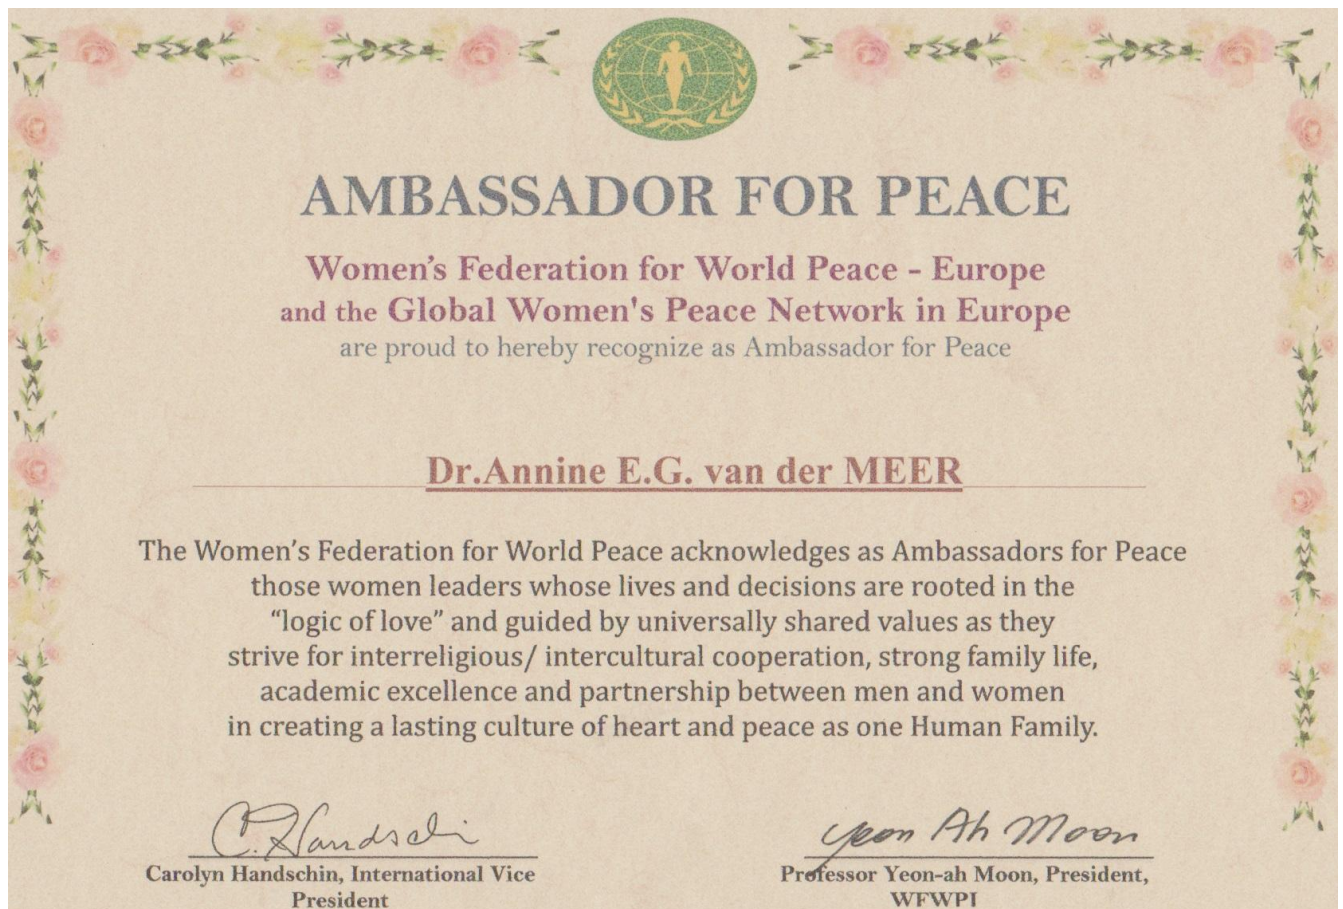 AMBASSADOR FOR PEACE
Women's Federation for World Peace - Europe
and the Global Women's Peace Network in Europe
are proud to hereby recognize as Ambassador for Peace
Dr.Annine E.G. van der MEER
The Women's Federation for World Peace acknowledges as Ambassadors for Peace
those women leaders whose lives and decisions are rooted in the
“logic of love” and guided by universally shared values as they
strive for interreligious/ intercultural cooperation, strong family life,
academic excellence and partnership between men and women
in creating a lasting culture of heart and peace as one Human Family.
C. Handschin
Yeon Ah Moon
Carolyn Handschin, International Vice
President
Professor Yeon-ah Moon, President,
WFWPI